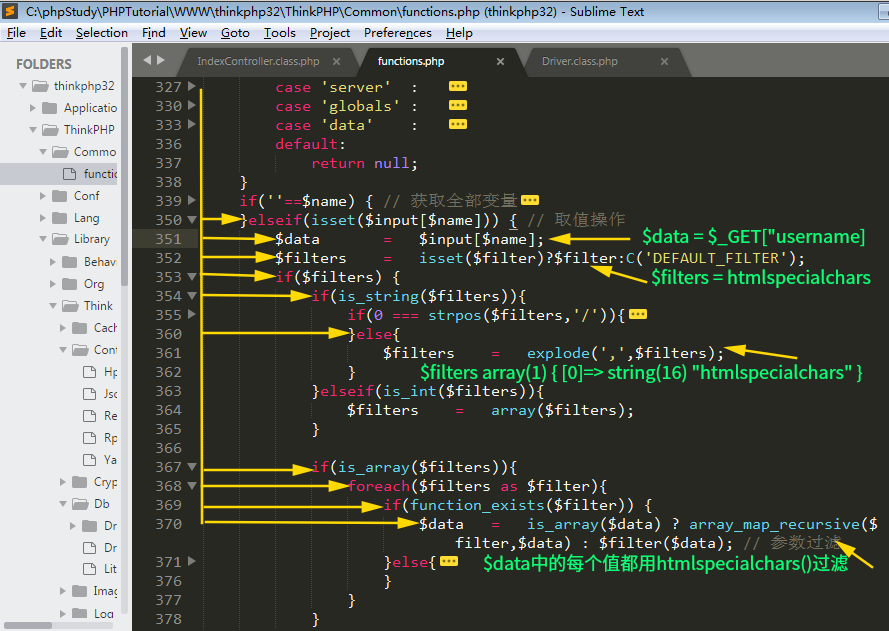 C:\phpStudy\PHPTutorial\WWW\thinkphp32\ThinkPHP\Common\functions.php (thinkphp32) - Sublime Text
File Edit Selection Find View Goto Tools Project Preferences Help
FOLDERS
thinkphp32
Applicatio
ThinkPHP
Commo
functio
Conf
Lang
Library
Behav
Org
Think
Cach
Cont
Hp
Jsc
Re
Rp
Ya
Cryp
Db
Dr
Dr
Lit
Imag
Log
IndexController.class.php × functions.php × Driver.class.php ×
327 case 'server' :
330 case 'globals' :
333 case 'data' :
336 default:
337 return null;
338 }
339 if(''==$name) { // 获取全部变量
350 }elseif(isset($input[$name])) { // 取值操作
351 $data = $input[$name]; $data = $_GET["username]
352 $filters = isset($filter)?$filter:C('DEFAULT_FILTER');
353 if($filters) { $filters = htmlspecialchars
354 if(is_string($filters)){
355 if(0 === strpos($filters,'/')){
360 }else{
361 $filters = explode(',',$filters);
362 } $filters array(1) { [0]=> string(16) "htmlspecialchars" }
363 }elseif(is_int($filters)){
364 $filters = array($filters);
365 }
366
367 if(is_array($filters)){
368 foreach($filters as $filter){
369 if(function_exists($filter)) {
370 $data = is_array($data) ? array_map_recursive($
filter,$data) : $filter($data); // 参数过滤
371 }else{ $data中的每个值都用htmlspecialchars()过滤
376 }
377 }
378 }